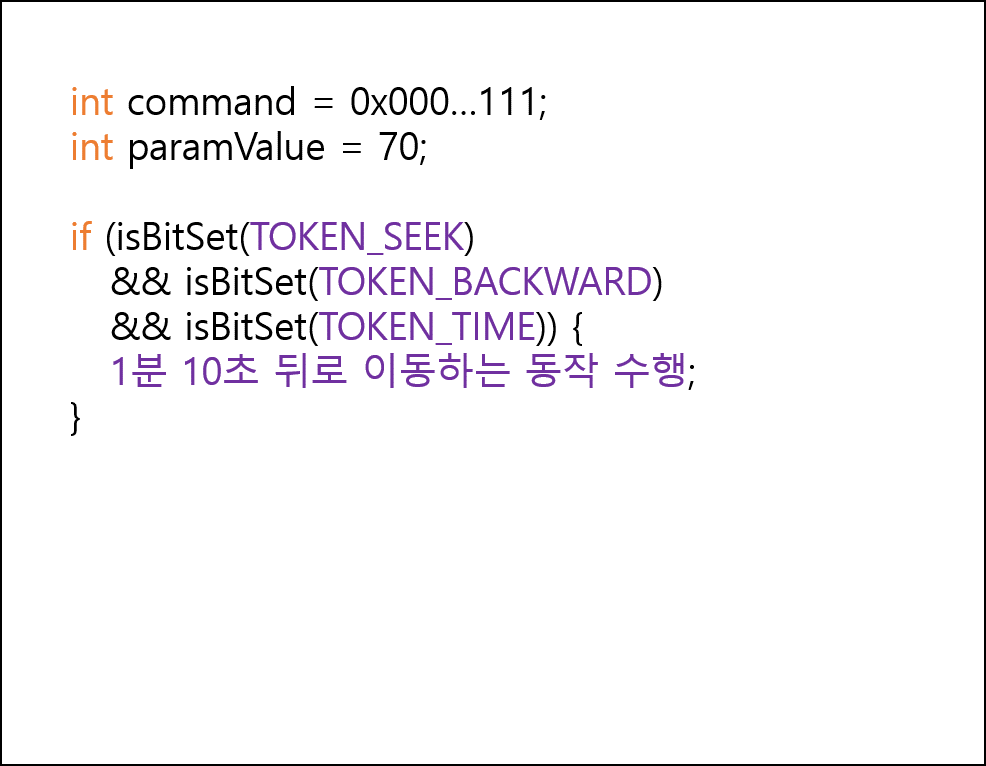 int command = 0x000...111;
int paramValue = 70;
if (isBitSet(TOKEN_SEEK)
&& isBitSet(TOKEN_BACKWARD)
&& isBitSet(TOKEN_TIME)) {
1분 10초 뒤로 이동하는 동작 수행;
}